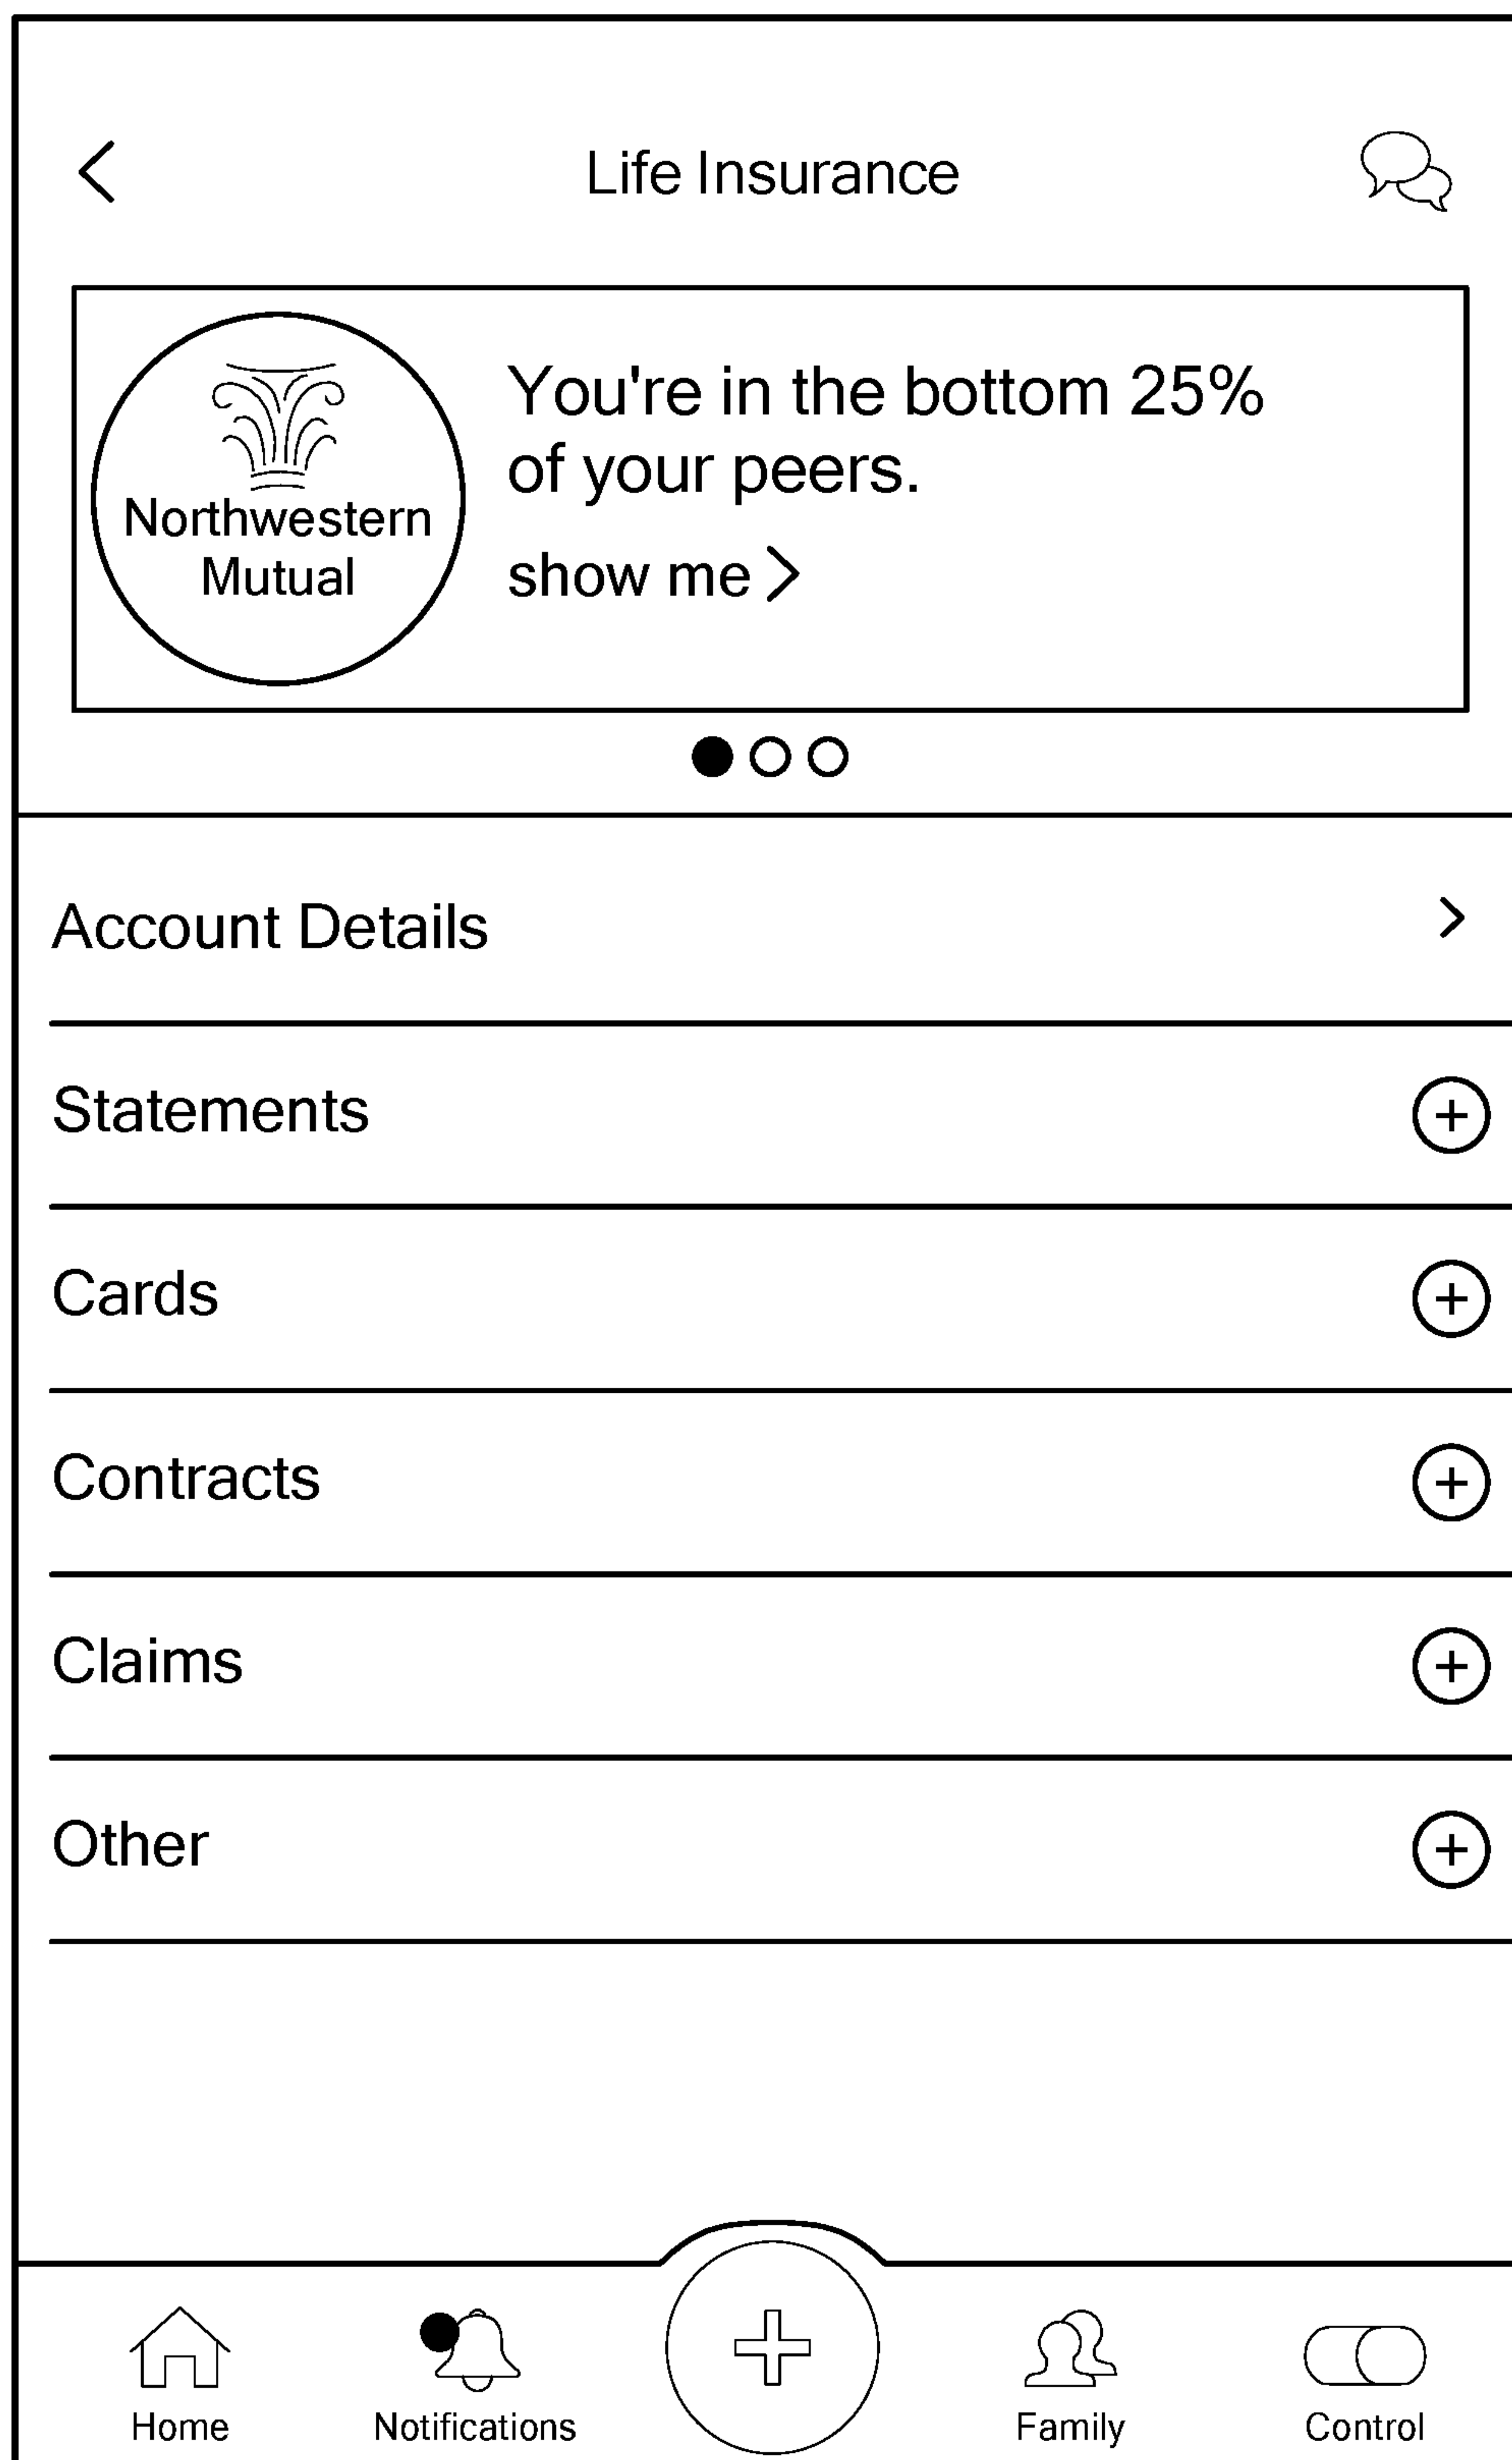 Life Insurance
Northwestern
Mutual
You're in the bottom 25%
of your peers.
show me
Account Details
Statements
Cards
Contracts
Claims
Other
Home
Notifications
Family
Control